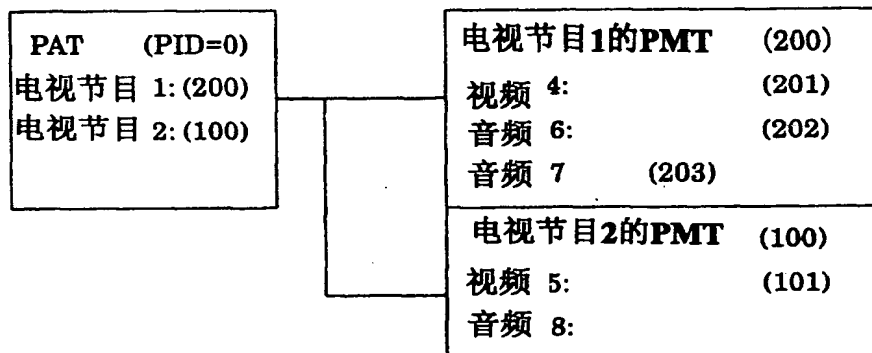 PAT (PID=0)
电视节目 1: (200)
电视节目 2: (100)
电视节目1的PMT (200)
视频 4: (201)
音频 6: (202)
音频 7 (203)
电视节目2的PMT (100)
视频 5: (101)
音频 8: